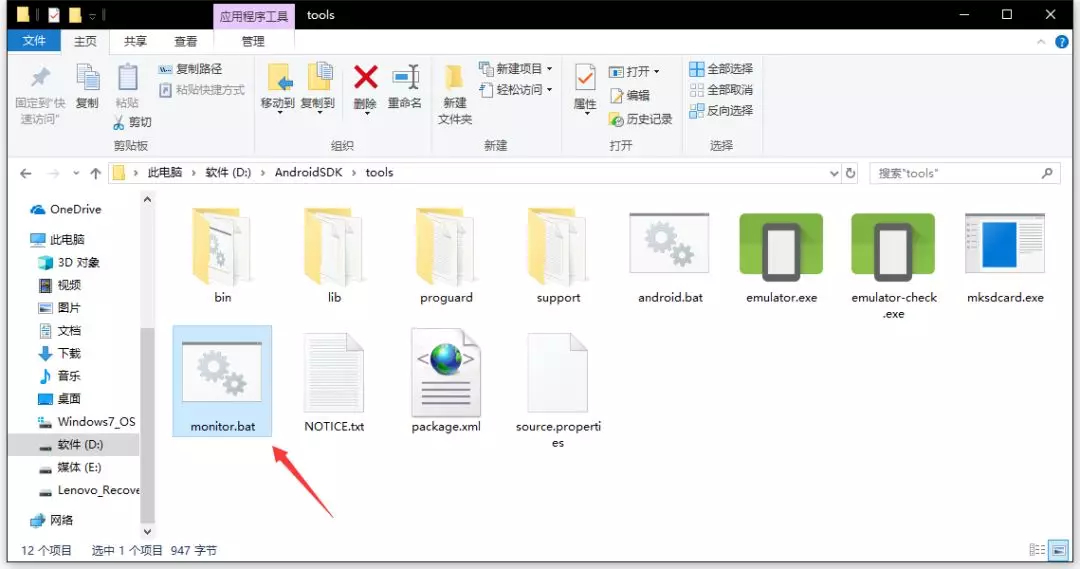 应用程序工具 tools
文件 主页 共享 查看 管理
固定到"快速访问"
复制
粘贴
复制路径
粘贴快捷方式
剪切
剪贴板
移动到 复制到 删除 重命名
组织
新建文件夹
新建项目
轻松访问
新建
属性
打开
编辑
历史记录
打开
全部选择
全部取消
反向选择
选择
此电脑 › 软件 (D:) › AndroidSDK › tools
搜索"tools"
OneDrive
此电脑
3D 对象
视频
图片
文档
下载
音乐
桌面
Windows7_OS
软件 (D:)
媒体 (E:)
Lenovo_Recove
网络
bin lib proguard support android.bat emulator.exe emulator-check.exe mksdcard.exe
monitor.bat NOTICE.txt package.xml source.properties
12 个项目 选中 1 个项目 947 字节